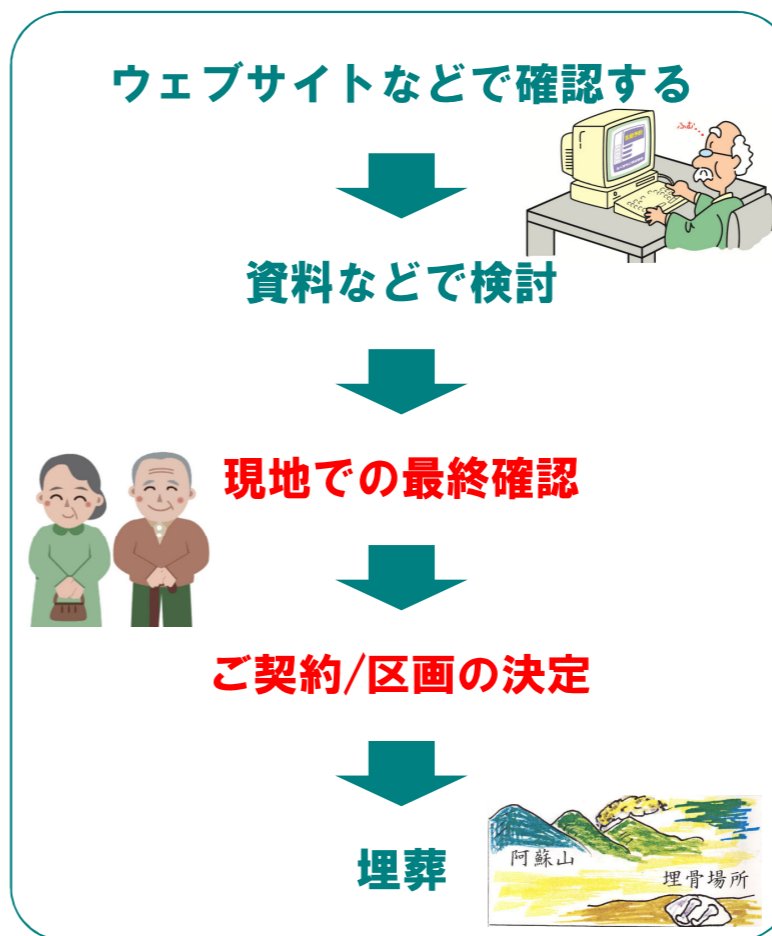 ウェブサイトなどで確認する
ふむ…
資料などで検討
現地での最終確認
ご契約/区画の決定
埋葬
阿蘇山
埋骨場所